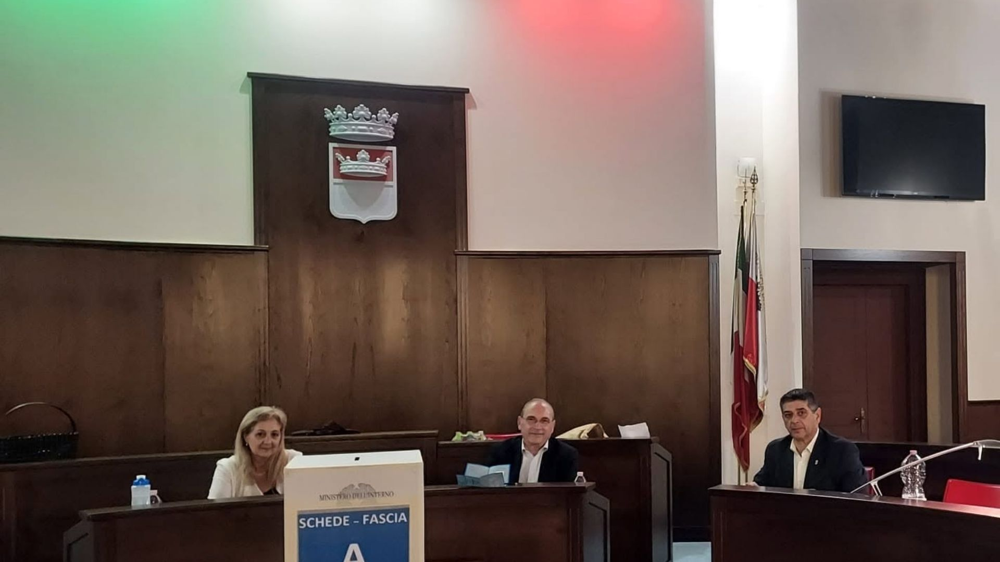 MINISTERO DELL'INTERNO
SCHEDE – FASCIA
A